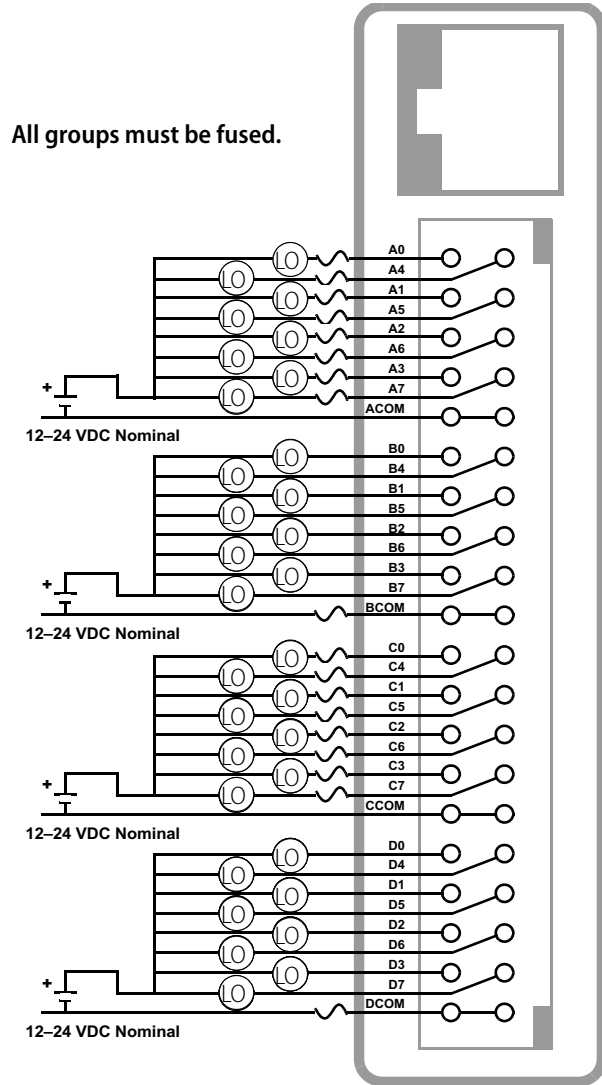 All groups must be fused.
A0
LO
A4
LO
A1
LO
A5
LO
A2
LO
A6
LO
A3
LO
A7
LO
ACOM
+
12–24 VDC Nominal
B0
LO
B4
LO
B1
LO
B5
LO
B2
LO
B6
LO
B3
LO
B7
LO
BCOM
+
12–24 VDC Nominal
C0
LO
C4
LO
C1
LO
C5
LO
C2
LO
C6
LO
C3
LO
C7
LO
CCOM
+
12–24 VDC Nominal
D0
LO
D4
LO
D1
LO
D5
LO
D2
LO
D6
LO
D3
LO
D7
LO
DCOM
+
12–24 VDC Nominal